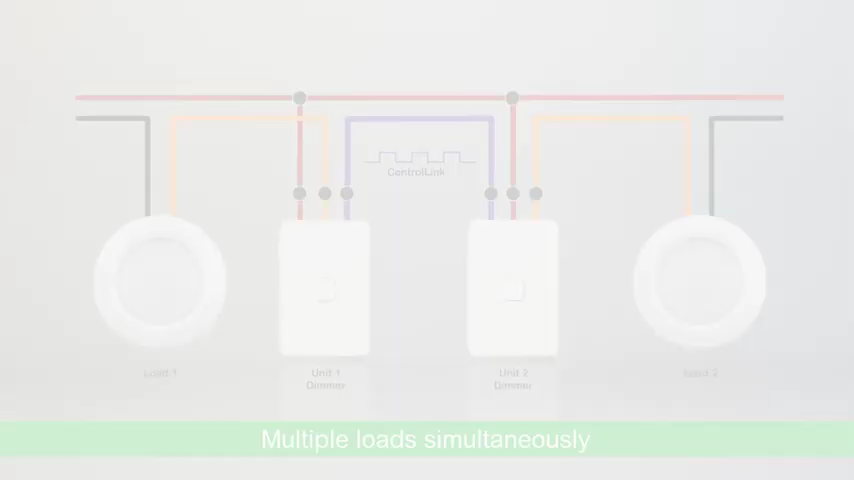 ControlLink
Load 1
Unit 1
Dimmer
Unit 2
Dimmer
Load 2
Multiple loads simultaneously